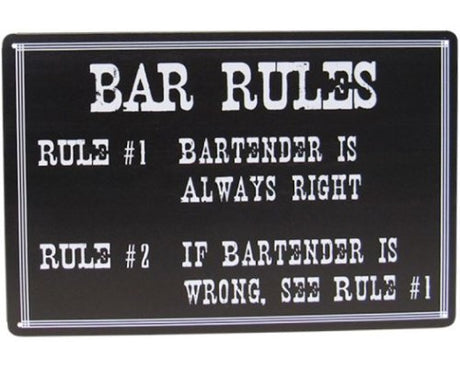 BAR RULES
RULE #1 BARTENDER IS
ALWAYS RIGHT
RULE #2 IF BARTENDER IS
WRONG, SEE RULE #1